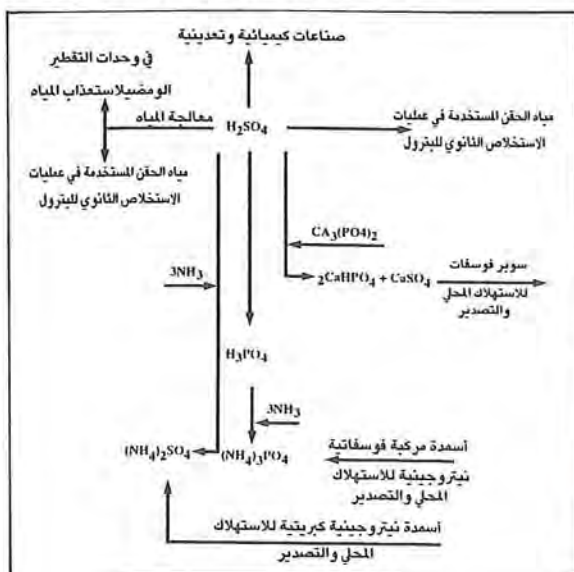 صناعات كيميائية وتعدينية
في وحدات التقطير
الومضيلاستعذاب المياه
معالجة المياه
H₂SO₄
مياه الحقن المستخدمة في عمليات
الاستخلاص الثانوي للبترول
مياه الحقن المستخدمة في عمليات
الاستخلاص الثانوي للبترول
CA₃(PO4)₂
3NH₃
₂CaHPO₄ + CaSO₄
سوبر فوسفات
للاستهلاك المحلي
والتصدير
H₃PO₄
3NH₃
(NH₄)₂SO₄
(NH₄)₃PO₄
أسمدة مركبة فوسفاتية
نيتروجينية للاستهلاك
المحلي والتصدير
أسمدة نيتروجينية كبريتية للاستهلاك
المحلي والتصدير